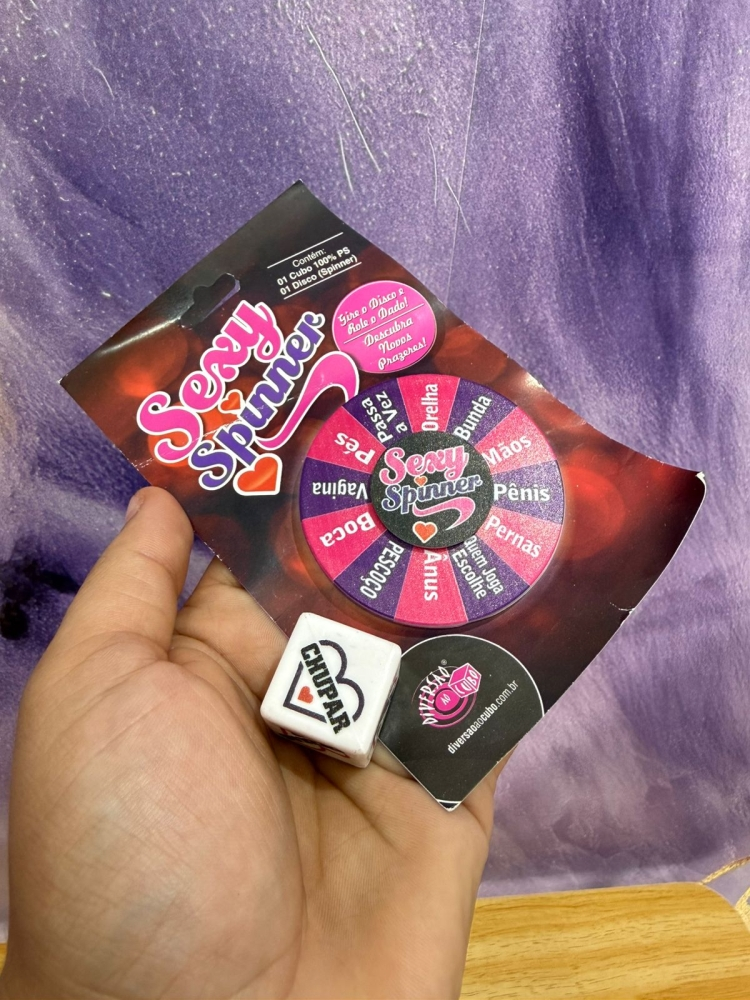 Contém:
01 Cubo 100% PS
01 Disco (Spinner)
Gire o Disco e
Role o Dado!
Descubra
Novos
Prazeres!
Sexy
Spinner
Passa
a Vez
Orelha
Bunda
Mãos
Pênis
Pernas
Quem Joga
Escolhe
Ânus
PESCOÇO
Boca
Vagina
Pés
Sexy
Spinner
CHUPAR
DIVERSÃO
AO CUBO
®
diversaoaocubo.com.br